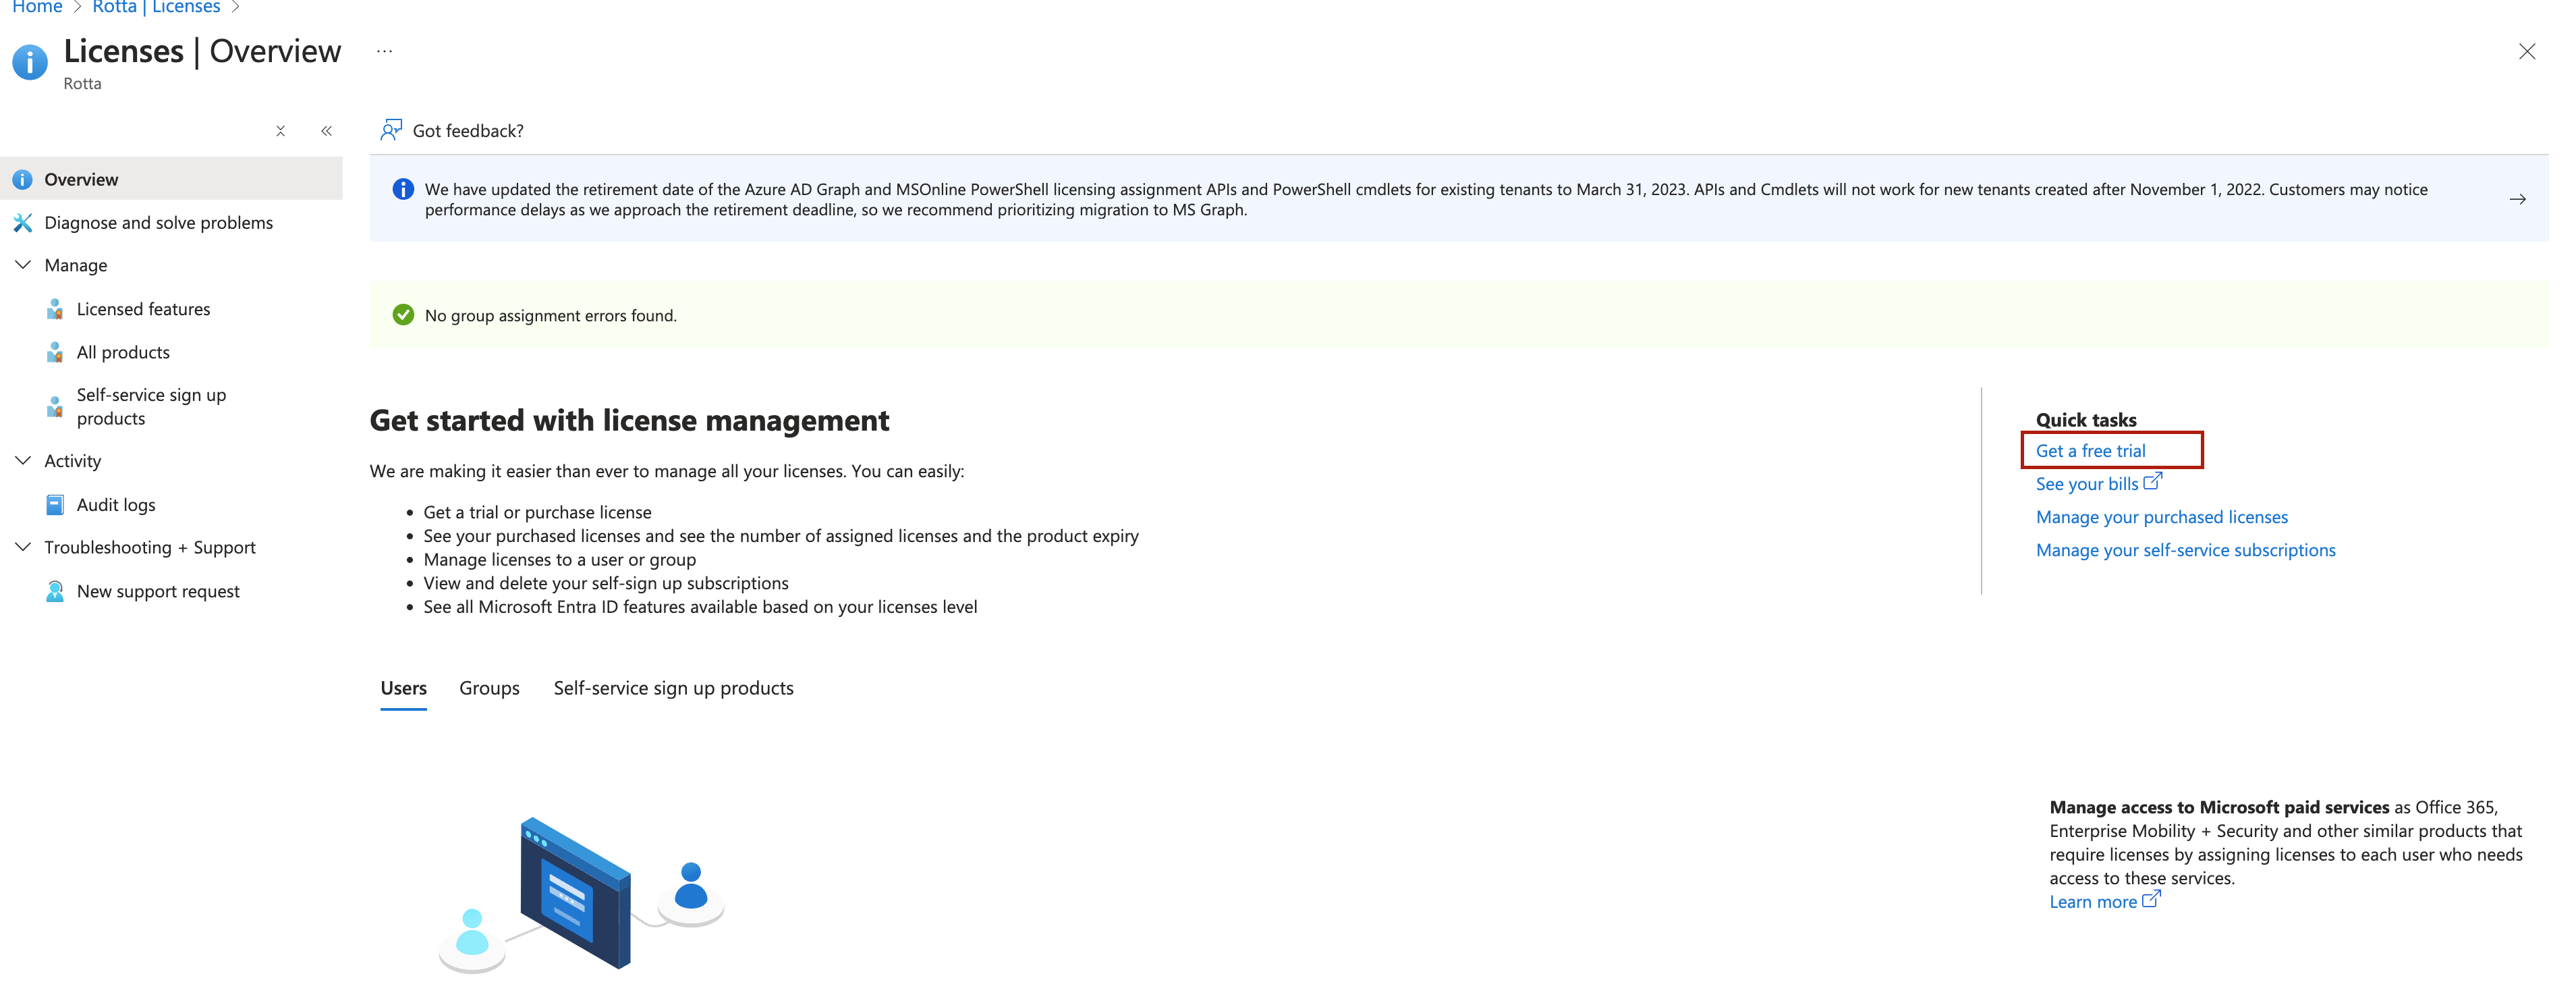 Home > Rotta | Licenses >
Licenses | Overview ...
Rotta
Got feedback?
Overview
Diagnose and solve problems
Manage
Licensed features
All products
Self-service sign up
products
Activity
Audit logs
Troubleshooting + Support
New support request
We have updated the retirement date of the Azure AD Graph and MSOnline PowerShell licensing assignment APIs and PowerShell cmdlets for existing tenants to March 31, 2023. APIs and Cmdlets will not work for new tenants created after November 1, 2022. Customers may notice
performance delays as we approach the retirement deadline, so we recommend prioritizing migration to MS Graph.
No group assignment errors found.
Get started with license management
We are making it easier than ever to manage all your licenses. You can easily:
• Get a trial or purchase license
• See your purchased licenses and see the number of assigned licenses and the product expiry
• Manage licenses to a user or group
• View and delete your self-sign up subscriptions
• See all Microsoft Entra ID features available based on your licenses level
Quick tasks
Get a free trial
See your bills
Manage your purchased licenses
Manage your self-service subscriptions
Users Groups Self-service sign up products
Manage access to Microsoft paid services as Office 365,
Enterprise Mobility + Security and other similar products that
require licenses by assigning licenses to each user who needs
access to these services.
Learn more